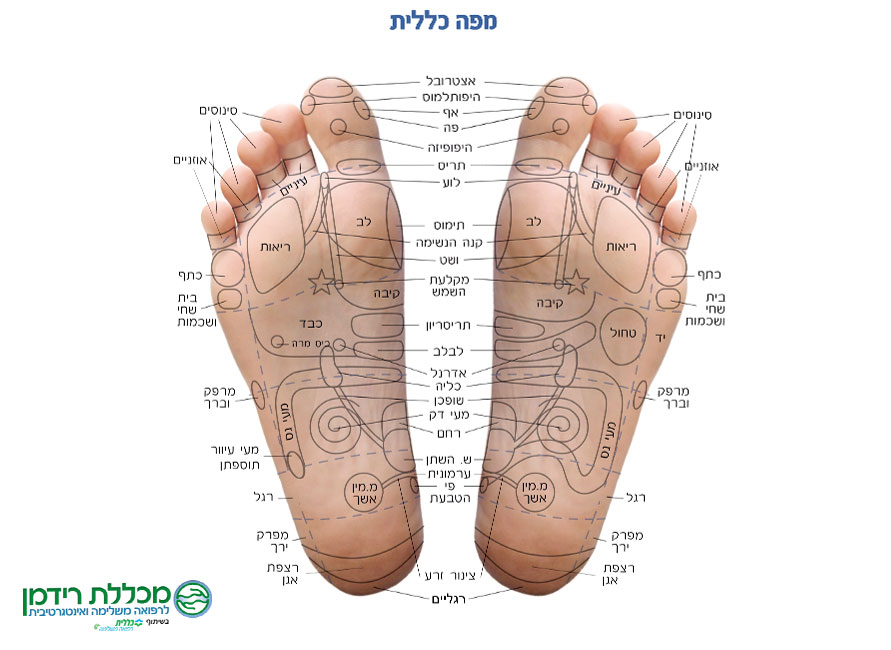 מפה כללית
אצטרובל
היפותלמוס
אף
פה
היפופיזה
תריס
לוע
תימוס
קנה הנשימה
ושט
מקלעת
השמש
תריסריון
לבלב
אדרנל
כליה
שופכן
מעי דק
רחם
ש. השתן
ערמונית
פי
הטבעת
צינור זרע
רגליים
סינוסים
אוזניים
עיניים
לב
ריאות
כתף
בית
שחי
ושכמות
קיבה
כבד
כיס מרה
מרפק
וברך
מעי גס
מעי עיוור
תוספתן
מ.מין
אשך
רגל
מפרק
ירך
רצפת
אגן
סינוסים
אוזניים
עיניים
לב
ריאות
כתף
בית
שחי
ושכמות
קיבה
טחול
יד
מרפק
וברך
מעי גס
מ.מין
אשך
רגל
מפרק
ירך
רצפת
אגן
מכללת רידמן
לרפואה משלימה ואינטגרטיבית
בשיתוף כללית
רפואה משלימה